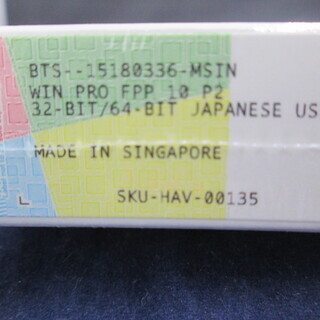 BTS--15180336-MSIN
WIN PRO FPP 10 P2
32-BIT/64-BIT JAPANESE US
MADE IN SINGAPORE
SKU-HAV-00135